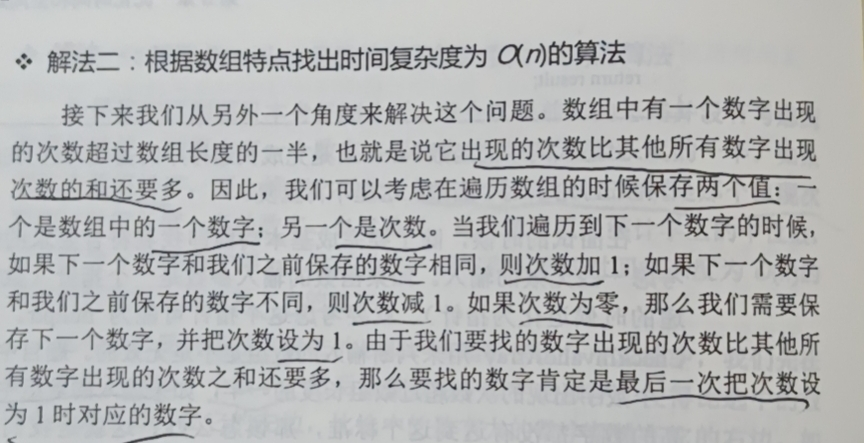 ❖ 解法二：根据数组特点找出时间复杂度为 O(n)的算法
接下来我们从另外一个角度来解决这个问题。数组中有一个数字出现
的次数超过数组长度的一半，也就是说它出现的次数比其他所有数字出现
次数的和还要多。因此，我们可以考虑在遍历数组的时候保存两个值：一
个是数组中的一个数字；另一个是次数。当我们遍历到下一个数字的时候，
如果下一个数字和我们之前保存的数字相同，则次数加 1；如果下一个数字
和我们之前保存的数字不同，则次数减 1。如果次数为零，那么我们需要保
存下一个数字，并把次数设为 1。由于我们要找的数字出现的次数比其他所
有数字出现的次数之和还要多，那么要找的数字肯定是最后一次把次数设
为 1 时对应的数字。